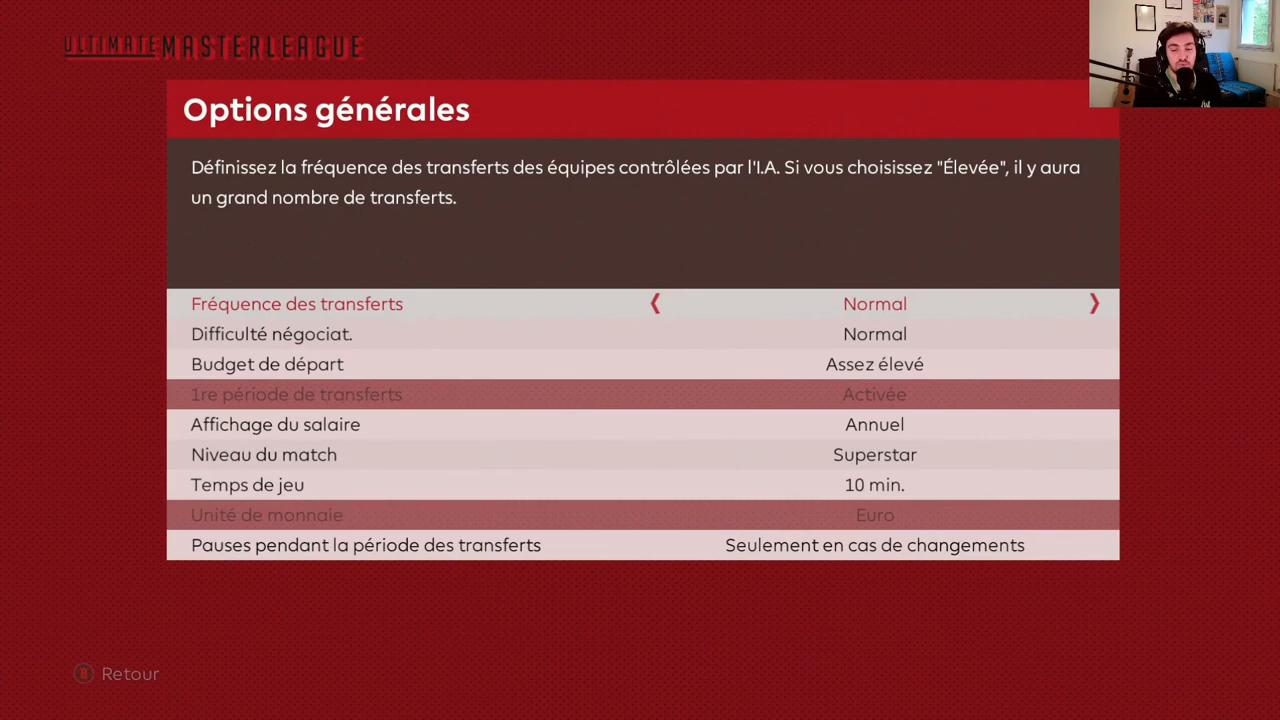 ULTIMATE MASTERLEAGUE
Options générales
Définissez la fréquence des transferts des équipes contrôlées par l'I.A. Si vous choisissez "Élevée", il y aura
un grand nombre de transferts.
Fréquence des transferts Normal
Difficulté négociat. Normal
Budget de départ Assez élevé
1re période de transferts Activée
Affichage du salaire Annuel
Niveau du match Superstar
Temps de jeu 10 min.
Unité de monnaie Euro
Pauses pendant la période des transferts Seulement en cas de changements
B Retour